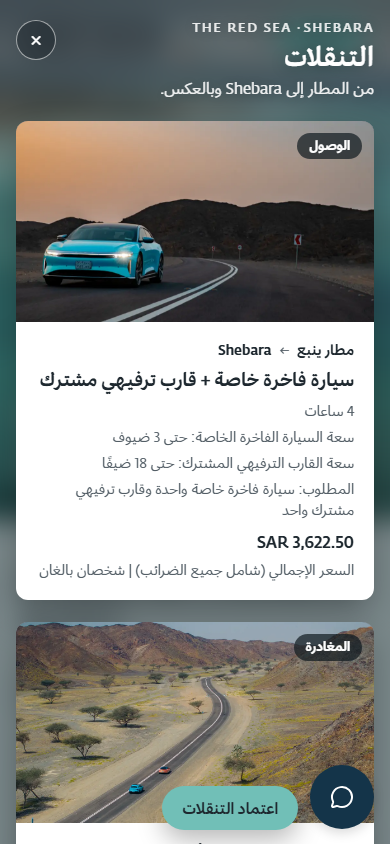 THE RED SEA · SHEBARA
التنقلات
من المطار إلى Shebara وبالعكس.
الوصول
مطار ينبع ← Shebara
سيارة فاخرة خاصة + قارب ترفيهي مشترك
4 ساعات
سعة السيارة الفاخرة الخاصة: حتى 3 ضيوف
سعة القارب الترفيهي المشترك: حتى 18 ضيفًا
المطلوب: سيارة فاخرة خاصة واحدة وقارب ترفيهي
مشترك واحد
SAR 3,622.50
السعر الإجمالي (شامل جميع الضرائب) | شخصان بالغان
المغادرة
اعتماد التنقلات